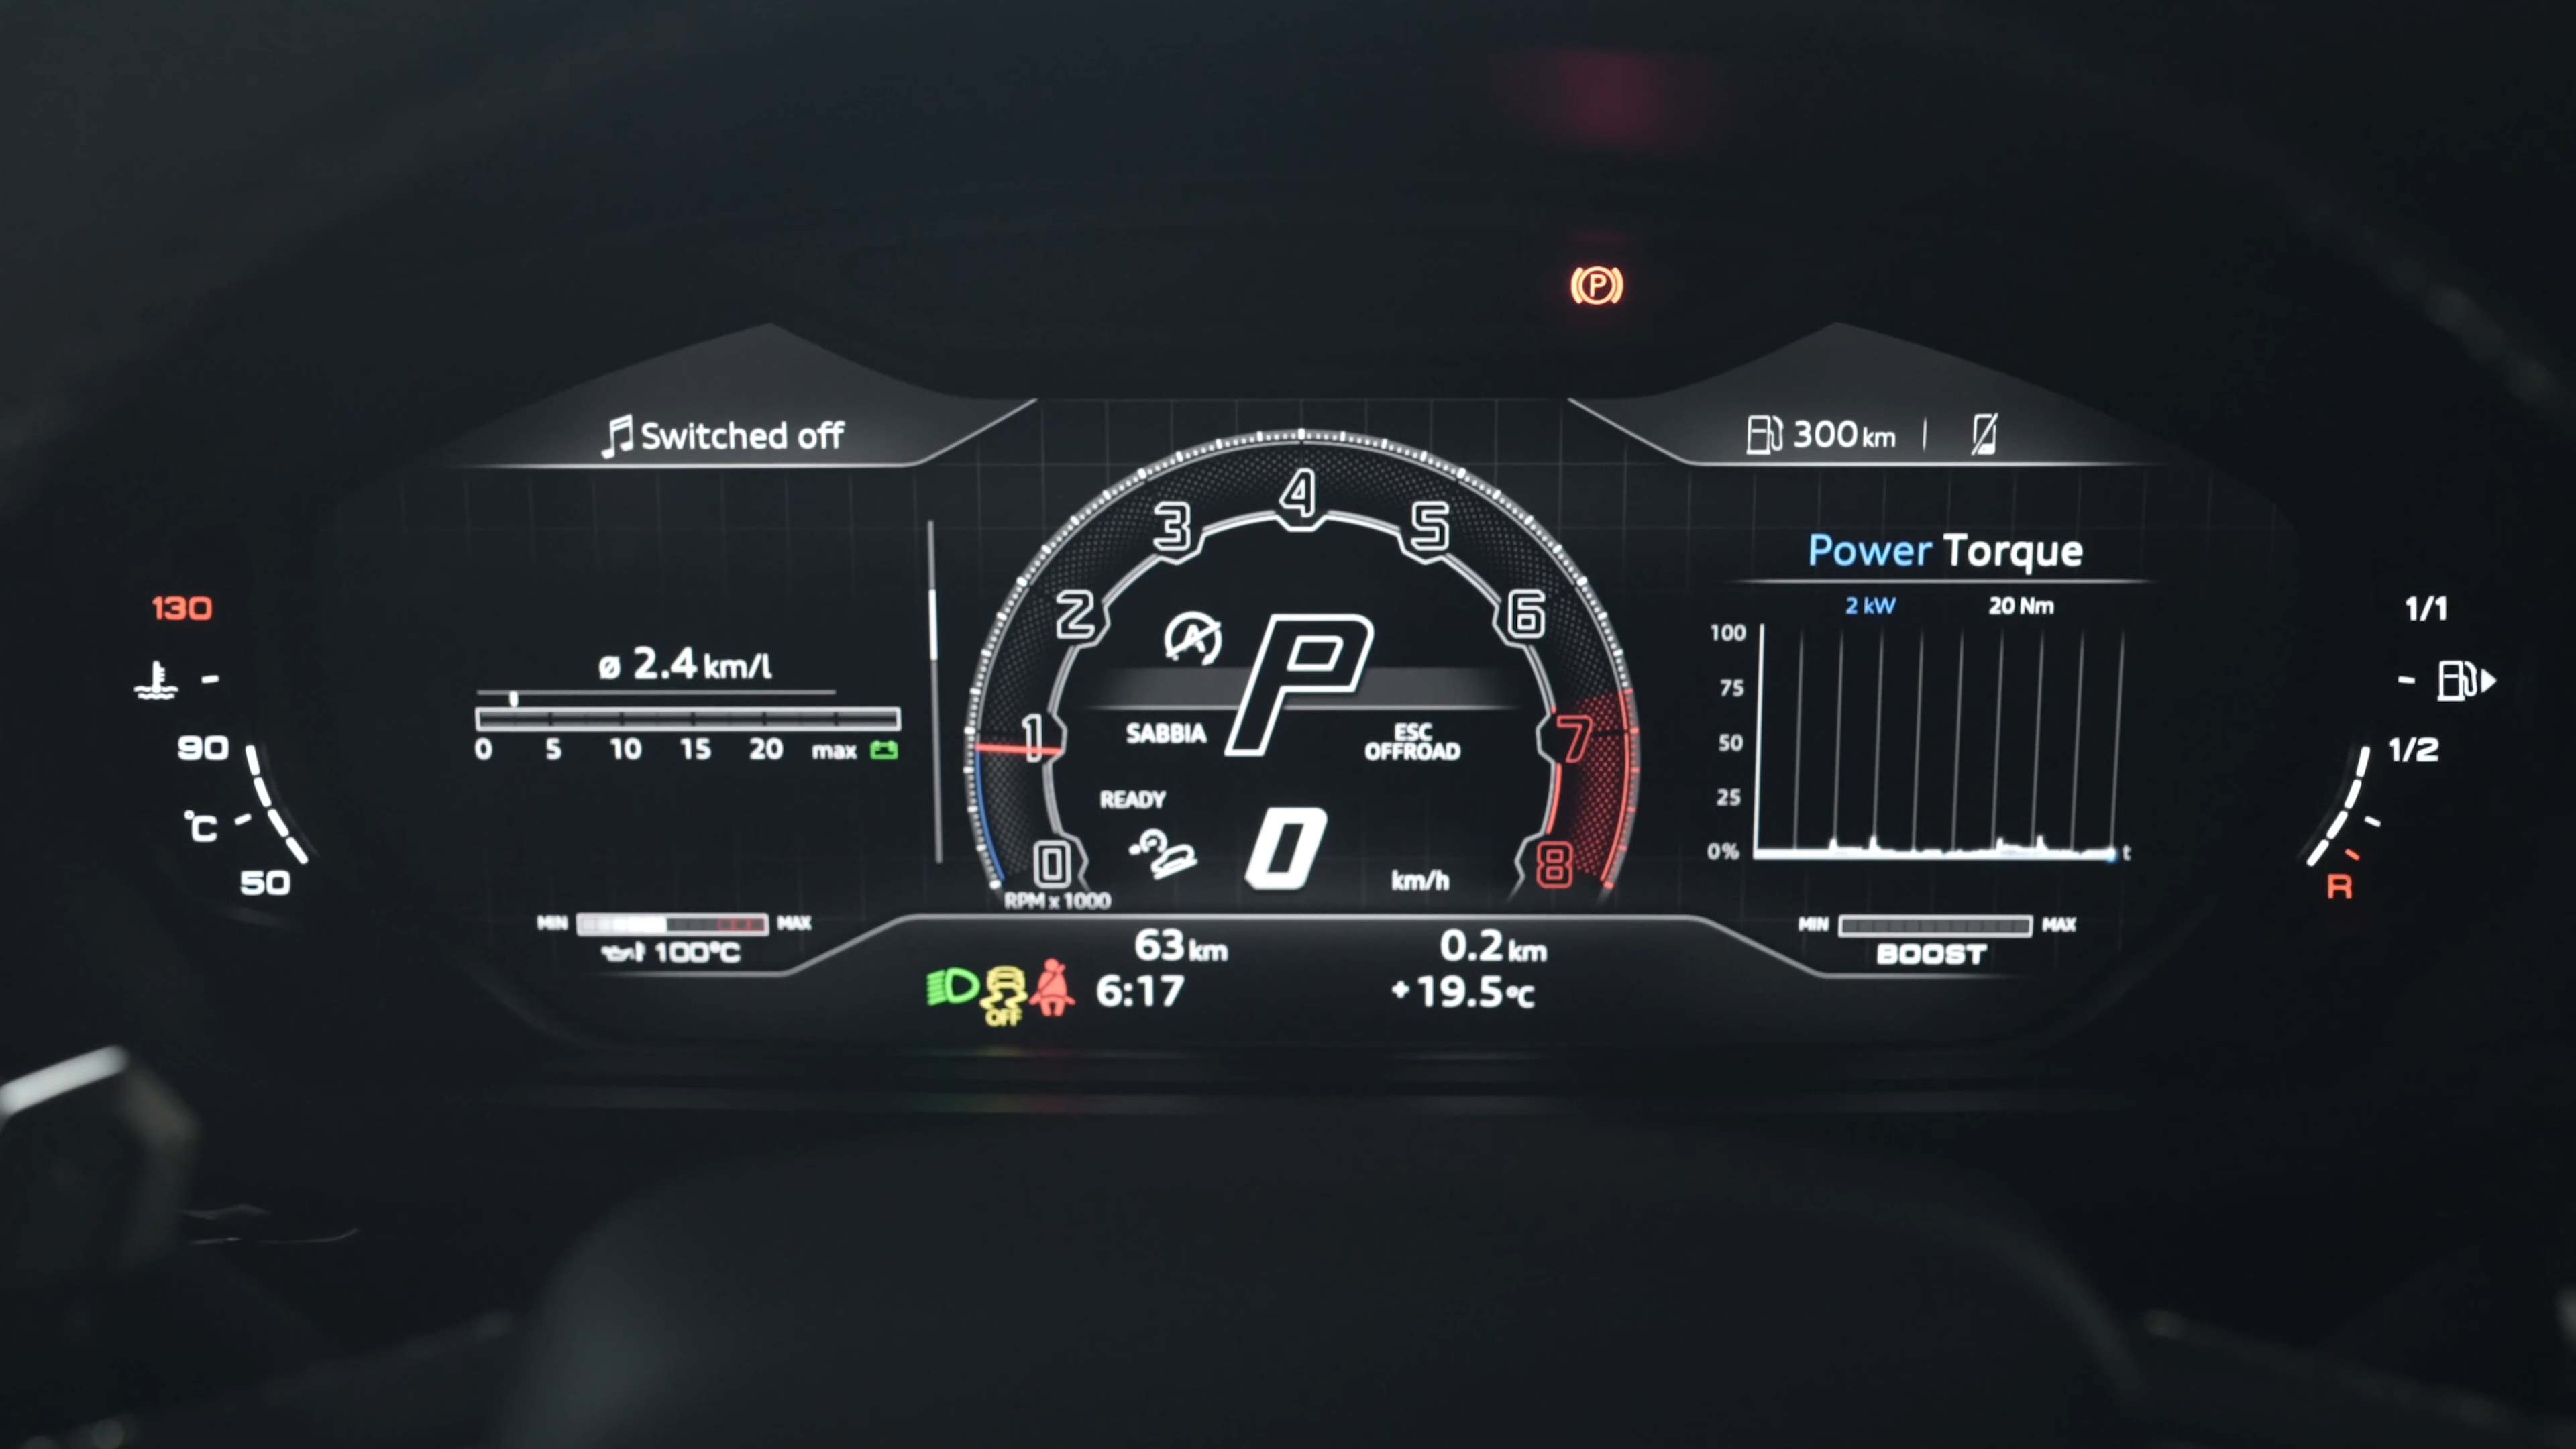 P
Switched off
300 km
Power Torque
2 kW 20 Nm
100
75
50
25
0% t
ø 2.4 km/l
0 5 10 15 20 max
130
90
°C
50
0 1 2 3 4 5 6 7 8
RPM x 1000
A
P
SABBIA
ESC
OFFROAD
READY
0
km/h
1/1
1/2
R
MIN MAX
100°C
MIN MAX
BOOST
63 km 0.2 km
OFF
6:17 +19.5°C